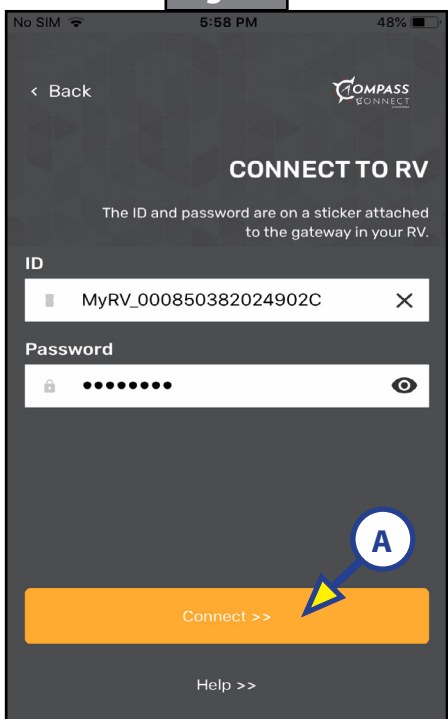 No SIM 5:58 PM 48%
< Back
COMPASS
CONNECT
CONNECT TO RV
The ID and password are on a sticker attached
to the gateway in your RV.
ID
MyRV_000850382024902C
Password
••••••••
A
Connect >>
Help >>